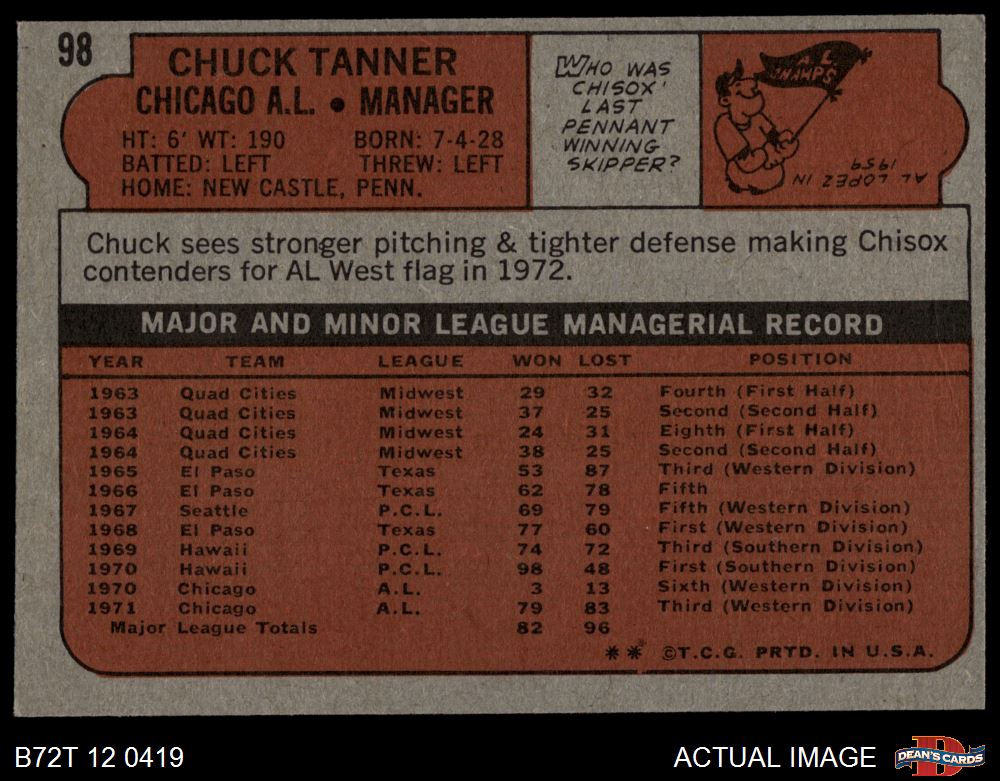 98
CHUCK TANNER
CHICAGO A.L. ● MANAGER
HT: 6' WT: 190 BORN: 7-4-28
BATTED: LEFT THREW: LEFT
HOME: NEW CASTLE, PENN.
WHO WAS
CHISOX'
LAST
PENNANT
WINNING
SKIPPER?
A L
CHAMPS
AL LOPEZ IN
1959
Chuck sees stronger pitching & tighter defense making Chisox
contenders for AL West flag in 1972.
MAJOR AND MINOR LEAGUE MANAGERIAL RECORD
YEAR TEAM LEAGUE WON LOST POSITION
1963 Quad Cities Midwest 29 32 Fourth (First Half)
1963 Quad Cities Midwest 37 25 Second (Second Half)
1964 Quad Cities Midwest 24 31 Eighth (First Half)
1964 Quad Cities Midwest 38 25 Second (Second Half)
1965 El Paso Texas 53 87 Third (Western Division)
1966 El Paso Texas 62 78 Fifth
1967 Seattle P.C.L. 69 79 Fifth (Western Division)
1968 El Paso Texas 77 60 First (Western Division)
1969 Hawaii P.C.L. 74 72 Third (Southern Division)
1970 Hawaii P.C.L. 98 48 First (Southern Division)
1970 Chicago A.L. 3 13 Sixth (Western Division)
1971 Chicago A.L. 79 83 Third (Western Division)
Major League Totals 82 96
** ©T.C.G. PRTD. IN U.S.A.
B72T 12 0419 ACTUAL IMAGE
D
DEAN'S CARDS